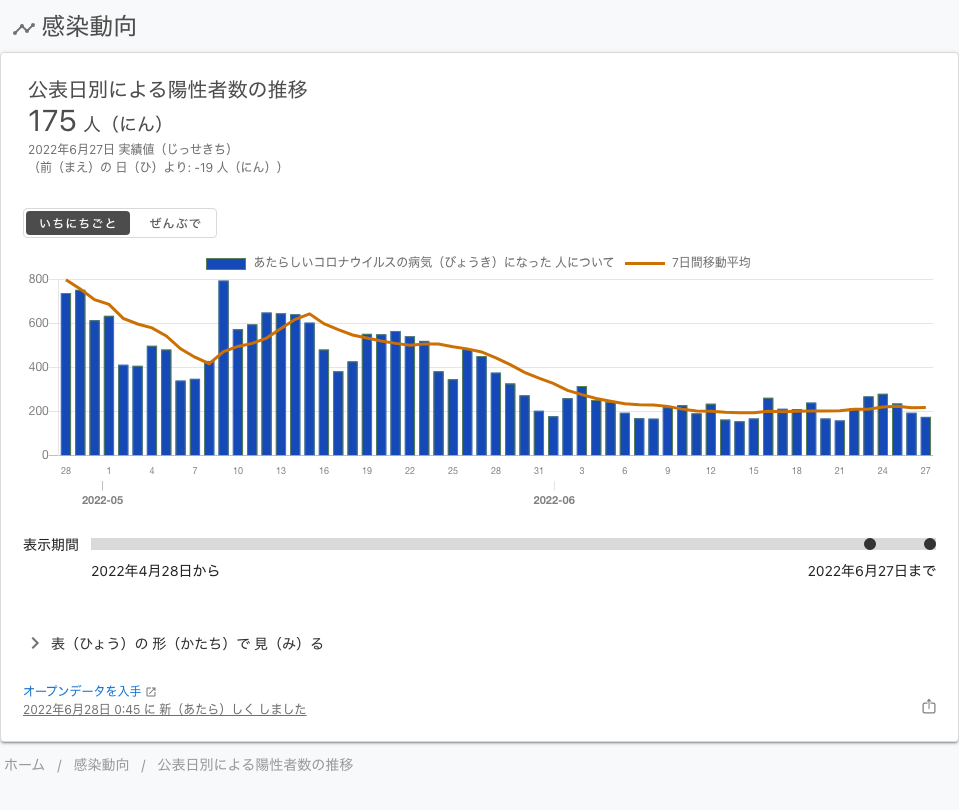 感染動向
公表日別による陽性者数の推移
175 人（にん）
2022年6月27日 実績値（じっせきち）
（前（まえ）の 日（ひ）より: -19 人（にん））
いちにちごと ぜんぶで
あたらしいコロナウイルスの病気（びょうき）になった 人について 7日間移動平均
800
600
400
200
0
28 1 4 7 10 13 16 19 22 25 28 31 3 6 9 12 15 18 21 24 27
2022-05 2022-06
表示期間
2022年4月28日から 2022年6月27日まで
表（ひょう）の 形（かたち）で 見（み）る
オープンデータを入手
2022年6月28日 0:45 に 新（あたら）しく しました
ホーム / 感染動向 / 公表日別による陽性者数の推移